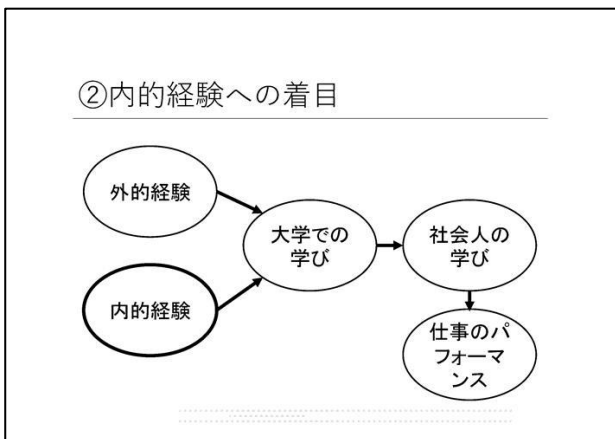 ②内的経験への着目
外的経験
大学での
学び
社会人の
学び
内的経験
仕事のパ
フォーマ
ンス